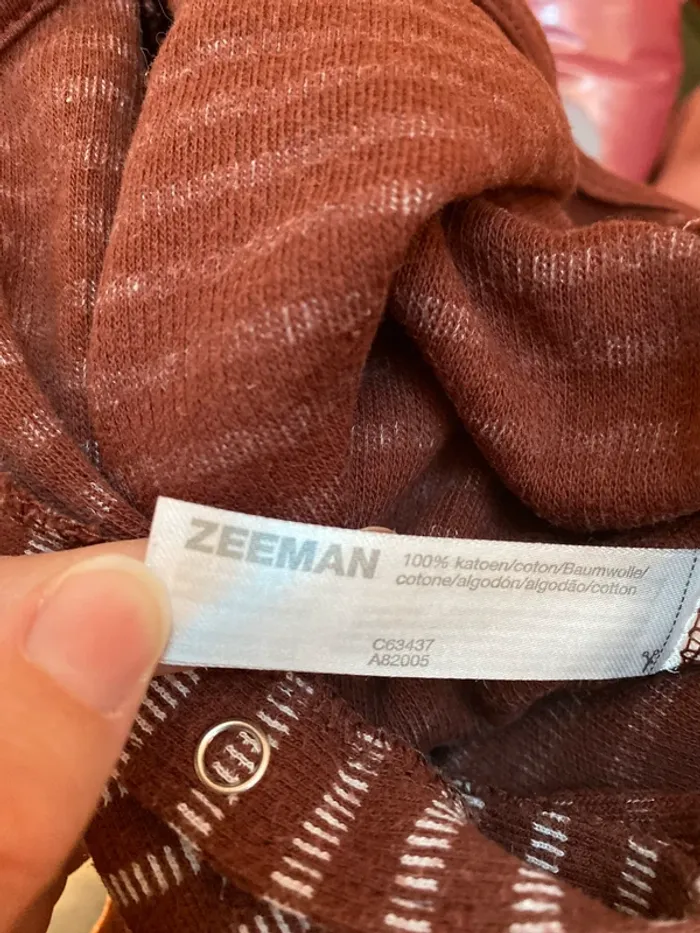 ZEEMAN
100% katoen/coton/Baumwolle/
cotone/algodón/algodão/cotton
C63437
A82005